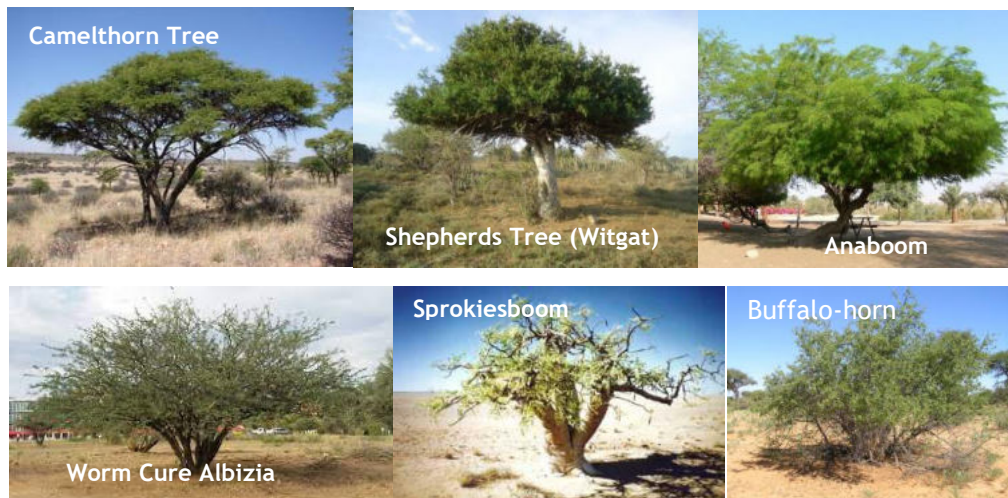 Camelthorn Tree
Shepherds Tree (Witgat)
Anaboom
Sprokiesboom
Buffalo-horn
Worm Cure Albizia